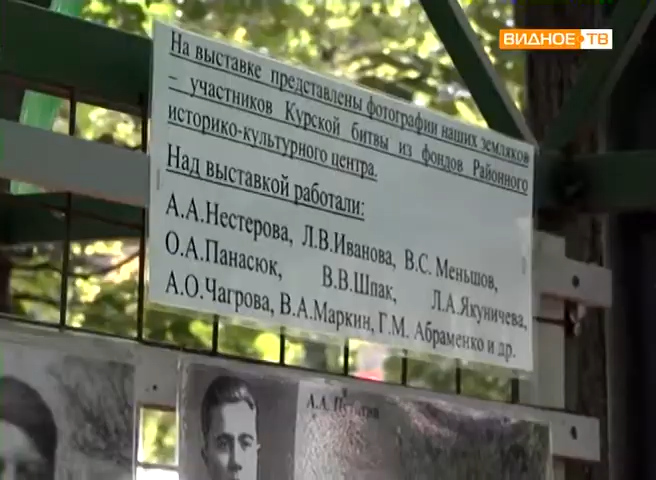 ВИДНОЕ ТВ
На выставке представлены фотографии наших земляков
– участников Курской битвы из фондов Районного
историко-культурного центра.
Над выставкой работали:
А.А.Нестерова, Л.В.Иванова, В.С. Меньшов,
О.А.Панасюк, В.В.Шпак, Л.А.Якуничева,
А.О.Чагрова, В.А.Маркин, Г.М. Абраменко и др.
А.А.